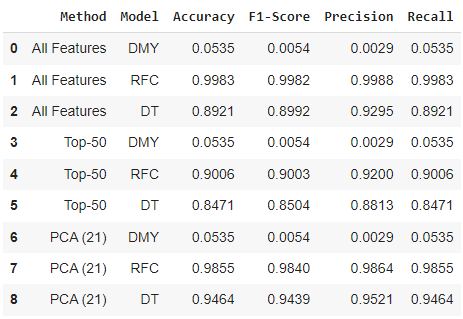 Method Model Accuracy F1-Score Precision Recall
0 All Features DMY 0.0535 0.0054 0.0029 0.0535
1 All Features RFC 0.9983 0.9982 0.9988 0.9983
2 All Features DT 0.8921 0.8992 0.9295 0.8921
3 Top-50 DMY 0.0535 0.0054 0.0029 0.0535
4 Top-50 RFC 0.9006 0.9003 0.9200 0.9006
5 Top-50 DT 0.8471 0.8504 0.8813 0.8471
6 PCA (21) DMY 0.0535 0.0054 0.0029 0.0535
7 PCA (21) RFC 0.9855 0.9840 0.9864 0.9855
8 PCA (21) DT 0.9464 0.9439 0.9521 0.9464